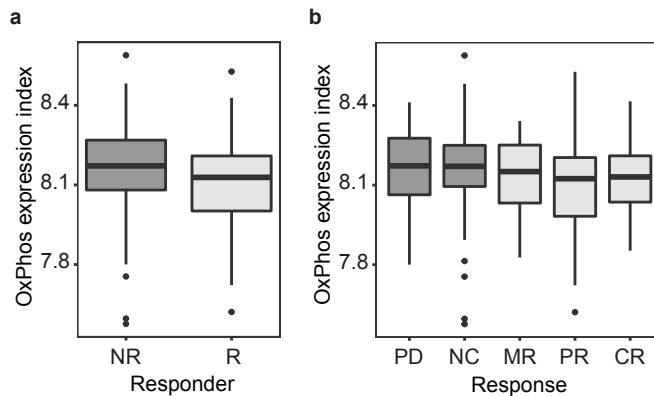 a
OxPhos expression index
8.4
8.1
7.8
NR R
Responder
b
OxPhos expression index
8.4
8.1
7.8
PD NC MR PR CR
Response